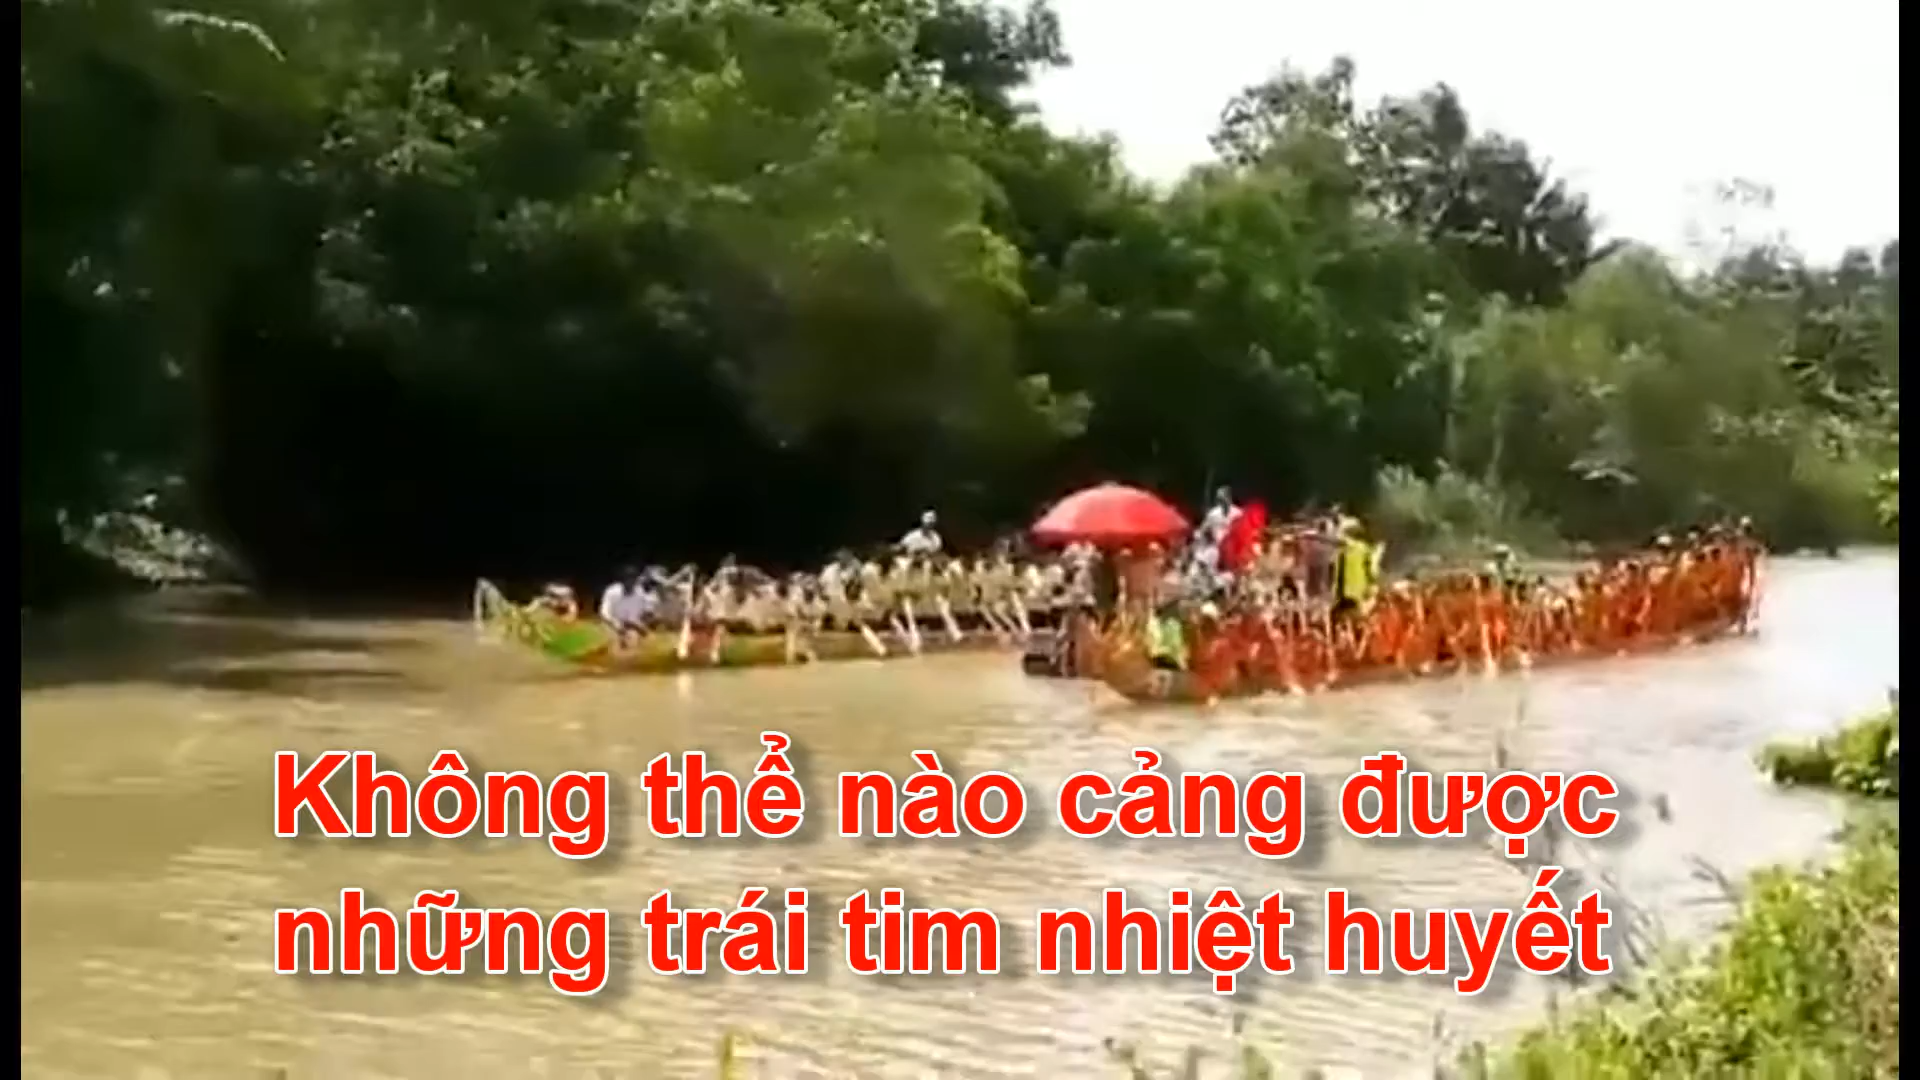 Không thể nào cảng được
những trái tim nhiệt huyết